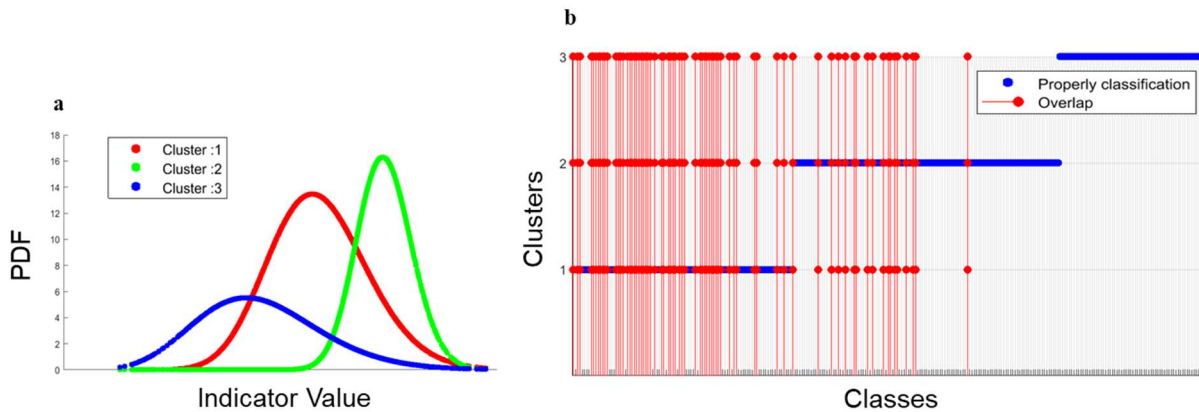 a
18
16
14
12
10
8
6
4
2
0
PDF
Cluster :1
Cluster :2
Cluster :3
Indicator Value
b
3
2
1
Clusters
Properly classification
Overlap
Classes